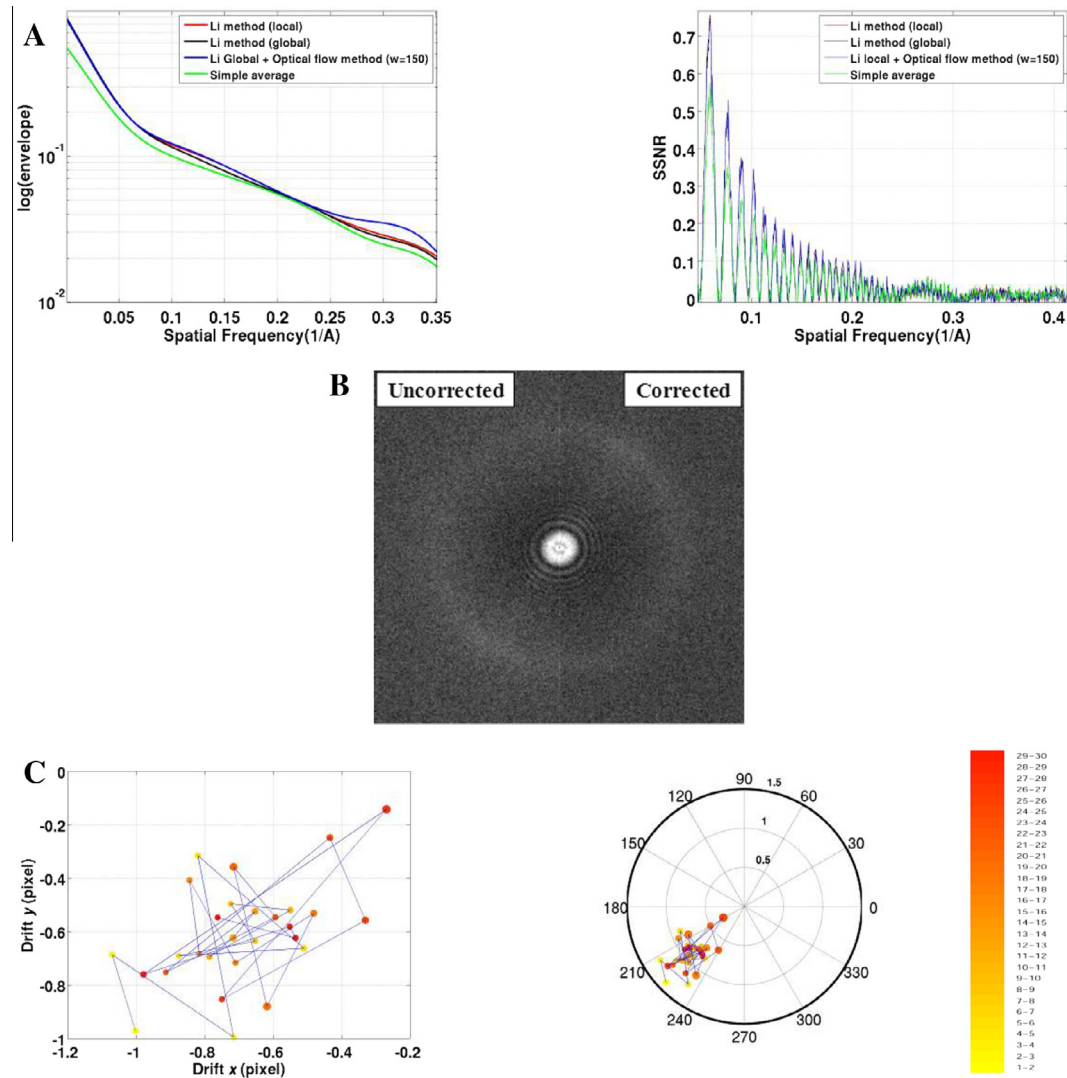 A
Li method (local)
Li method (global)
Li Global + Optical flow method (w=150)
Simple average
log(envelope)
10^-1
10^-2
0.05 0.1 0.15 0.2 0.25 0.3 0.35
Spatial Frequency(1/A)
Li method (local)
Li method (global)
Li local + Optical flow method (w=150)
Simple average
SSNR
0.7
0.6
0.5
0.4
0.3
0.2
0.1
0
0.1 0.2 0.3 0.4
Spatial Frequency(1/A)
B
Uncorrected
Corrected
C
0
-0.2
-0.4
-0.6
-0.8
-1
Drift y (pixel)
-1.2 -1 -0.8 -0.6 -0.4 -0.2
Drift x (pixel)
90
120
60
150
30
180
0
210
330
240
300
270
1.5
1
0.5
29-30
28-29
27-28
26-27
25-26
24-25
23-24
22-23
21-22
20-21
19-20
18-19
17-18
16-17
15-16
14-15
13-14
12-13
11-12
10-11
9-10
8-9
7-8
6-7
5-6
4-5
3-4
2-3
1-2